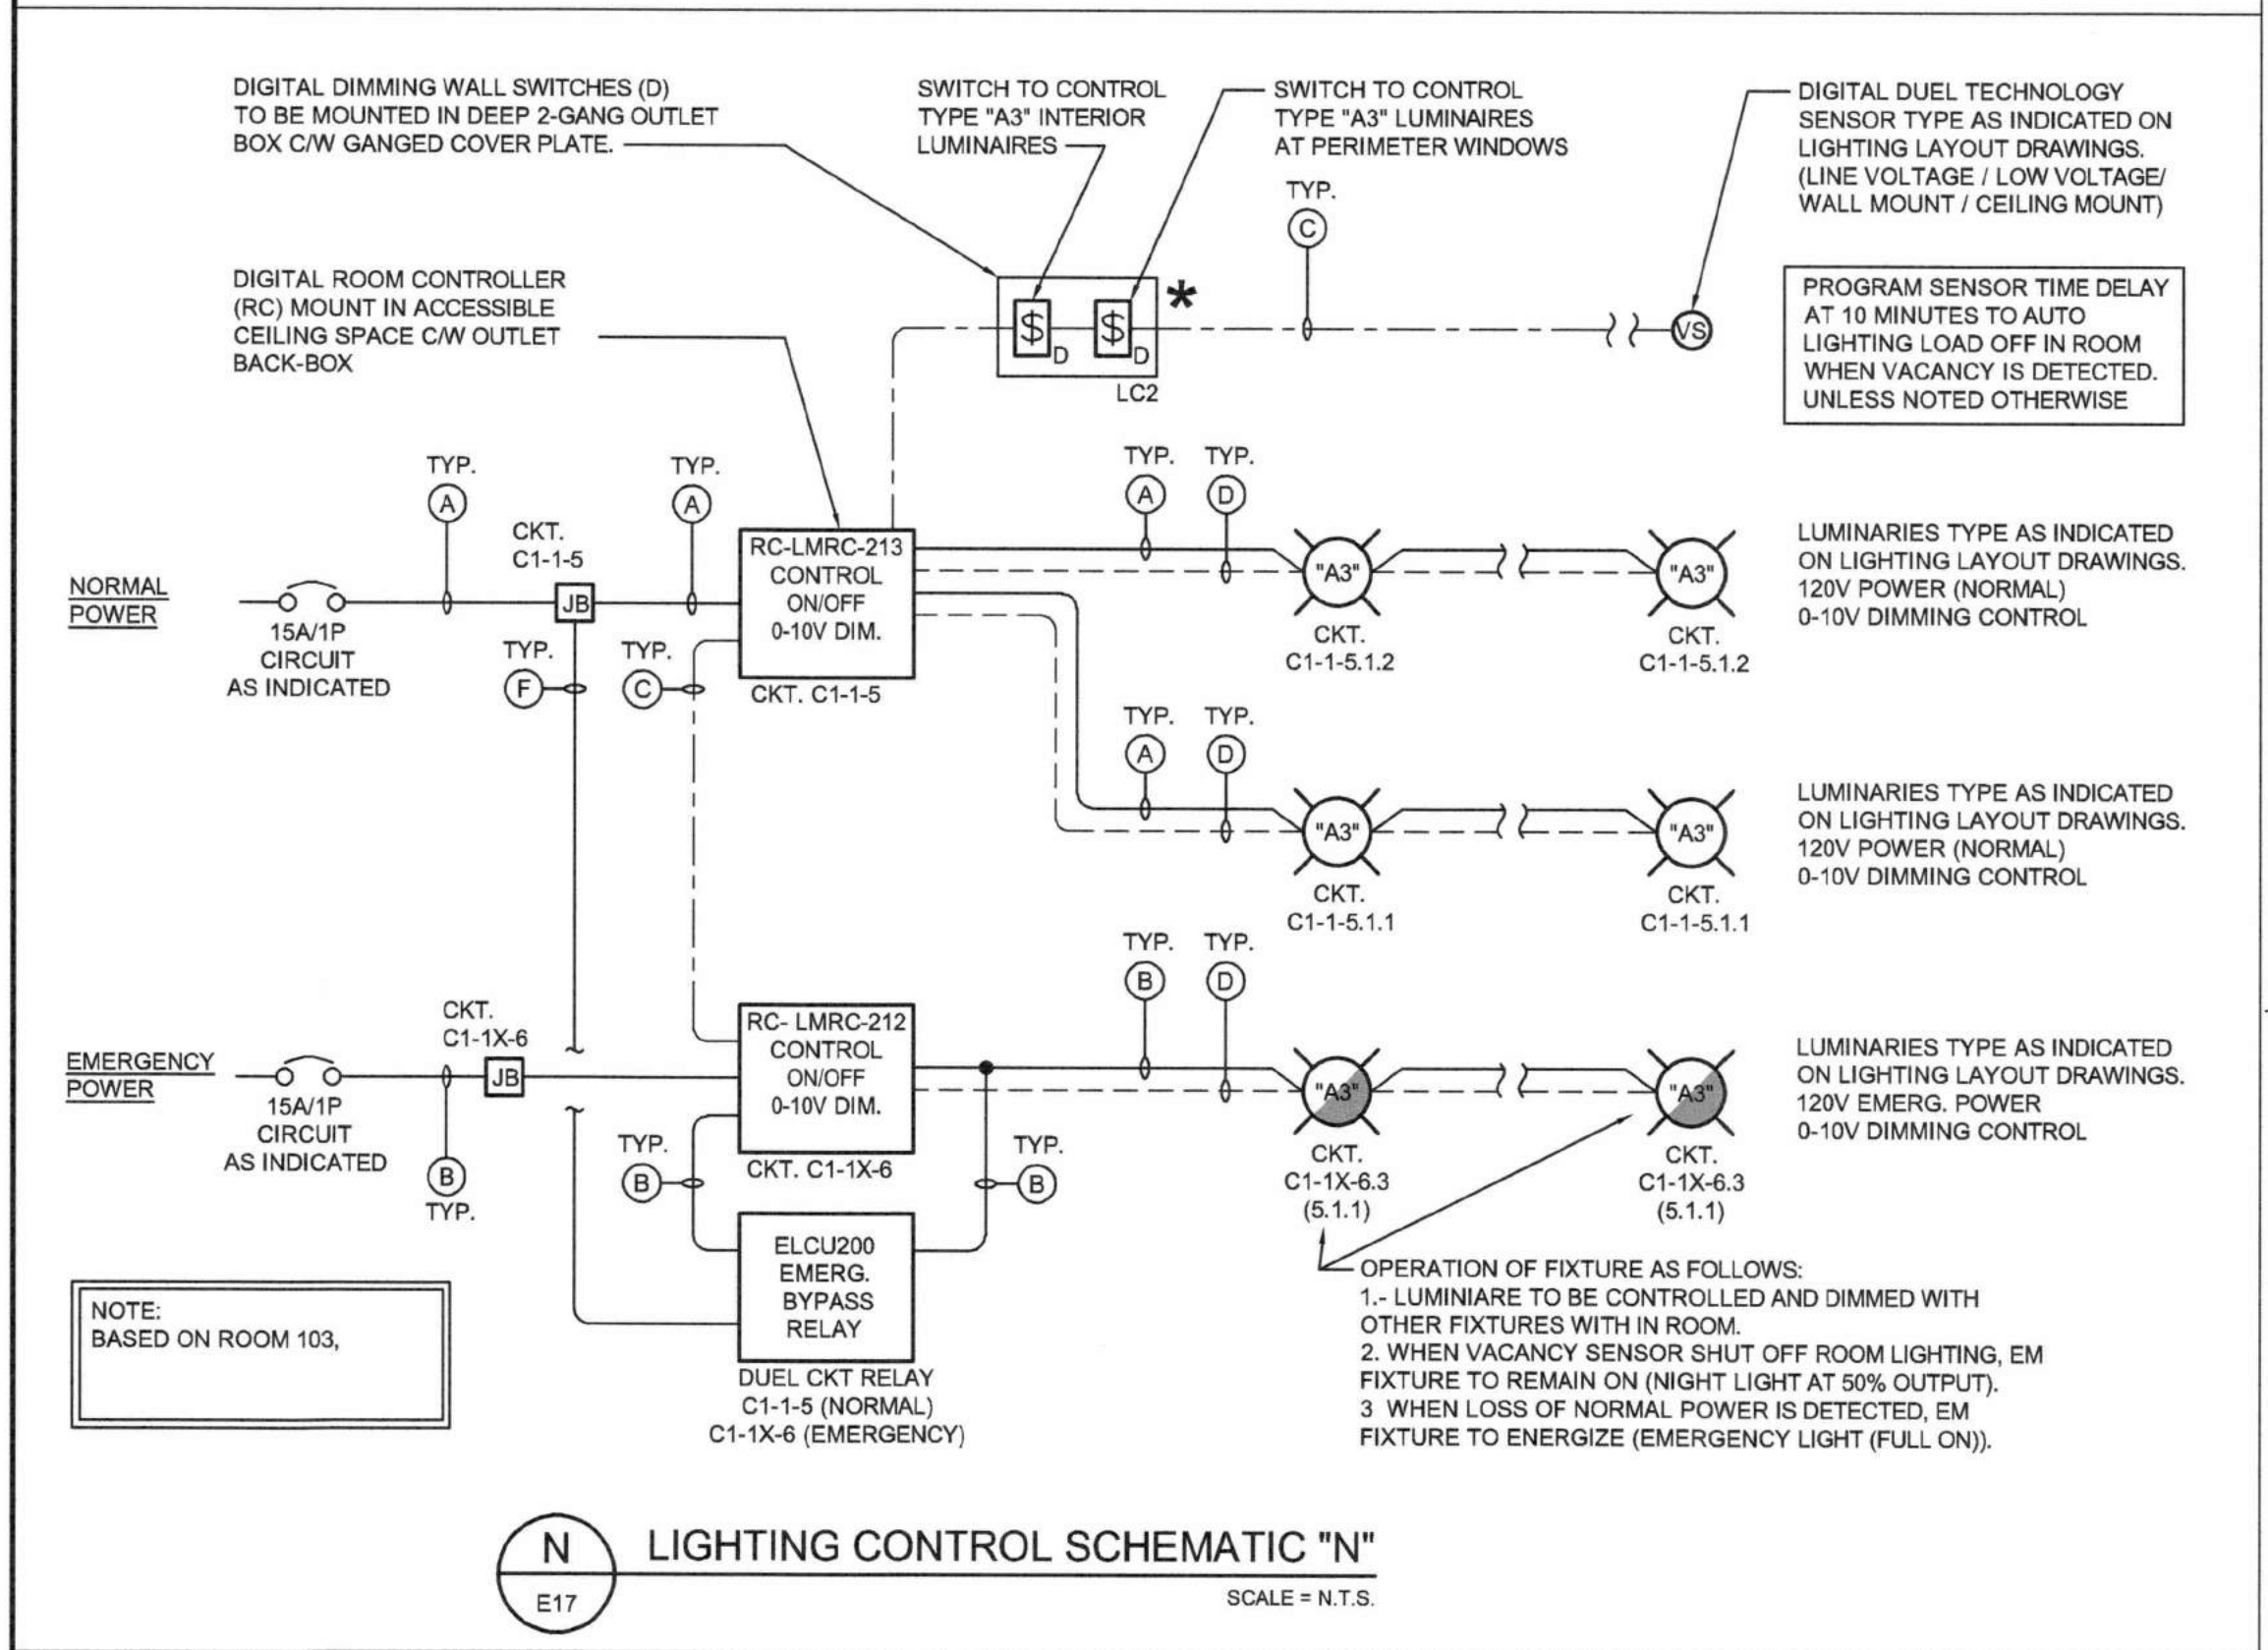 DIGITAL DIMMING WALL SWITCHES (D)
TO BE MOUNTED IN DEEP 2-GANG OUTLET
BOX C/W GANGED COVER PLATE.
SWITCH TO CONTROL
TYPE "A3" INTERIOR
LUMINAIRES
SWITCH TO CONTROL
TYPE "A3" LUMINAIRES
AT PERIMETER WINDOWS
DIGITAL DUEL TECHNOLOGY
SENSOR TYPE AS INDICATED ON
LIGHTING LAYOUT DRAWINGS.
(LINE VOLTAGE / LOW VOLTAGE/
WALL MOUNT / CEILING MOUNT)
TYP.
C
DIGITAL ROOM CONTROLLER
(RC) MOUNT IN ACCESSIBLE
CEILING SPACE C/W OUTLET
BACK-BOX
$ D
$ D
*
LC2
VS
PROGRAM SENSOR TIME DELAY
AT 10 MINUTES TO AUTO
LIGHTING LOAD OFF IN ROOM
WHEN VACANCY IS DETECTED.
UNLESS NOTED OTHERWISE
TYP.
A
TYP.
A
TYP.
A
TYP.
D
NORMAL
POWER
15A/1P
CIRCUIT
AS INDICATED
CKT.
C1-1-5
JB
TYP.
F
TYP.
C
RC-LMRC-213
CONTROL
ON/OFF
0-10V DIM.
CKT. C1-1-5
"A3"
CKT.
C1-1-5.1.2
"A3"
CKT.
C1-1-5.1.2
LUMINARIES TYPE AS INDICATED
ON LIGHTING LAYOUT DRAWINGS.
120V POWER (NORMAL)
0-10V DIMMING CONTROL
TYP.
A
TYP.
D
"A3"
CKT.
C1-1-5.1.1
"A3"
CKT.
C1-1-5.1.1
LUMINARIES TYPE AS INDICATED
ON LIGHTING LAYOUT DRAWINGS.
120V POWER (NORMAL)
0-10V DIMMING CONTROL
TYP.
B
TYP.
D
EMERGENCY
POWER
15A/1P
CIRCUIT
AS INDICATED
CKT.
C1-1X-6
JB
B
TYP.
RC- LMRC-212
CONTROL
ON/OFF
0-10V DIM.
CKT. C1-1X-6
TYP.
B
TYP.
B
"A3"
CKT.
C1-1X-6.3
(5.1.1)
"A3"
CKT.
C1-1X-6.3
(5.1.1)
LUMINARIES TYPE AS INDICATED
ON LIGHTING LAYOUT DRAWINGS.
120V EMERG. POWER
0-10V DIMMING CONTROL
ELCU200
EMERG.
BYPASS
RELAY
DUEL CKT RELAY
C1-1-5 (NORMAL)
C1-1X-6 (EMERGENCY)
OPERATION OF FIXTURE AS FOLLOWS:
1.- LUMINIARE TO BE CONTROLLED AND DIMMED WITH
OTHER FIXTURES WITH IN ROOM.
2. WHEN VACANCY SENSOR SHUT OFF ROOM LIGHTING, EM
FIXTURE TO REMAIN ON (NIGHT LIGHT AT 50% OUTPUT).
3 WHEN LOSS OF NORMAL POWER IS DETECTED, EM
FIXTURE TO ENERGIZE (EMERGENCY LIGHT (FULL ON)).
NOTE:
BASED ON ROOM 103,
N
E17
LIGHTING CONTROL SCHEMATIC "N"
SCALE = N.T.S.